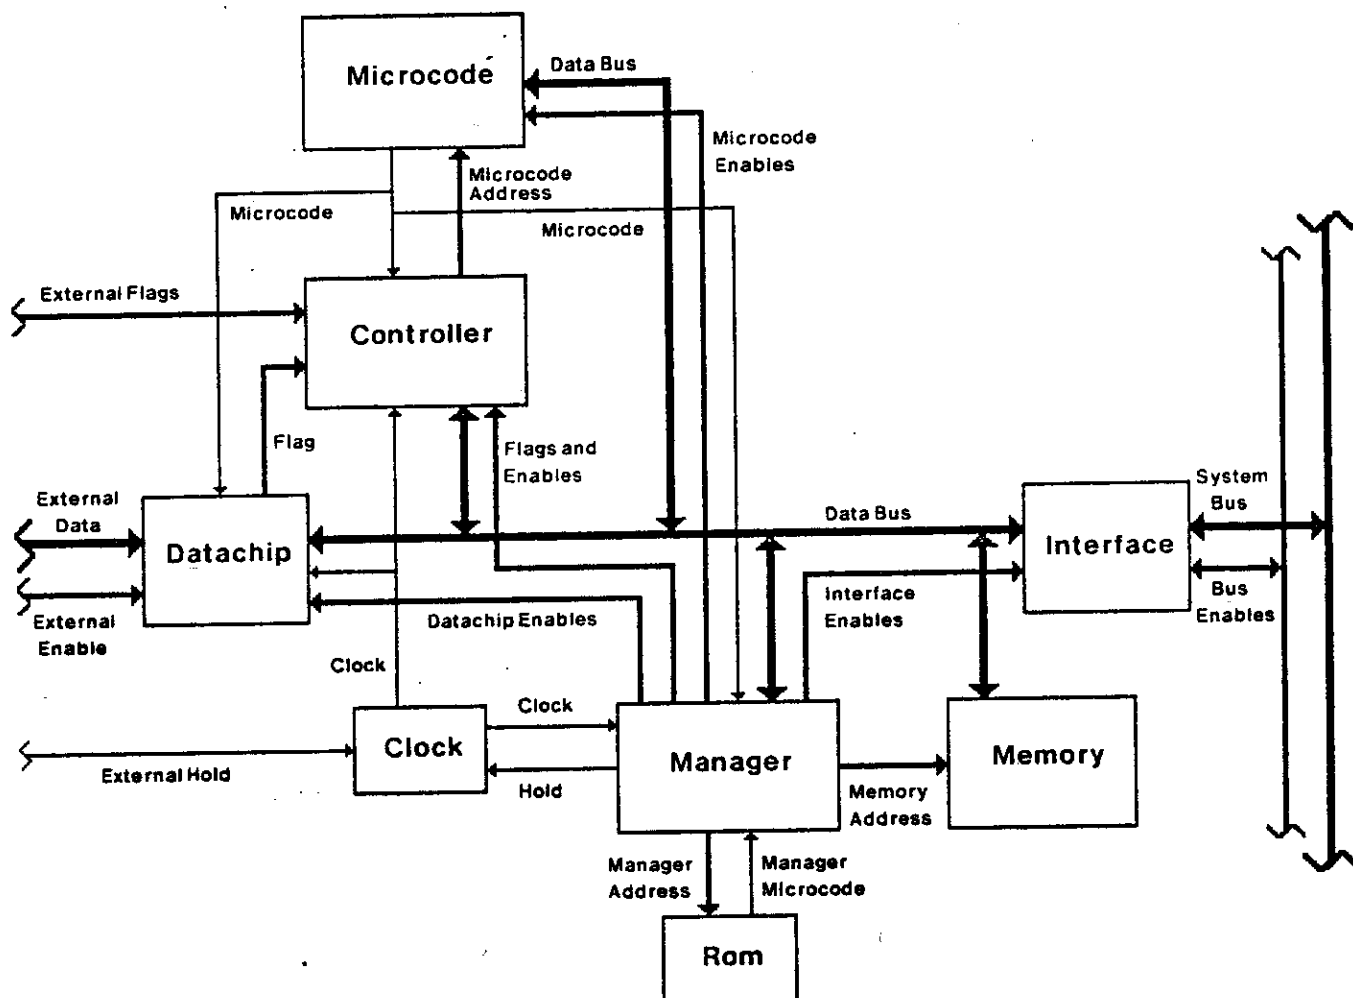 Microcode
Data Bus
Microcode
Enables
Microcode
Address
Microcode
Microcode
External Flags
Controller
Flag
Flags and
Enables
External
Data
Datachip
Data Bus
Interface
System
Bus
Bus
Enables
External
Enable
Datachip Enables
Interface
Enables
Clock
Clock
Clock
External Hold
Hold
Manager
Memory
Memory
Address
Manager
Address
Manager
Microcode
Rom